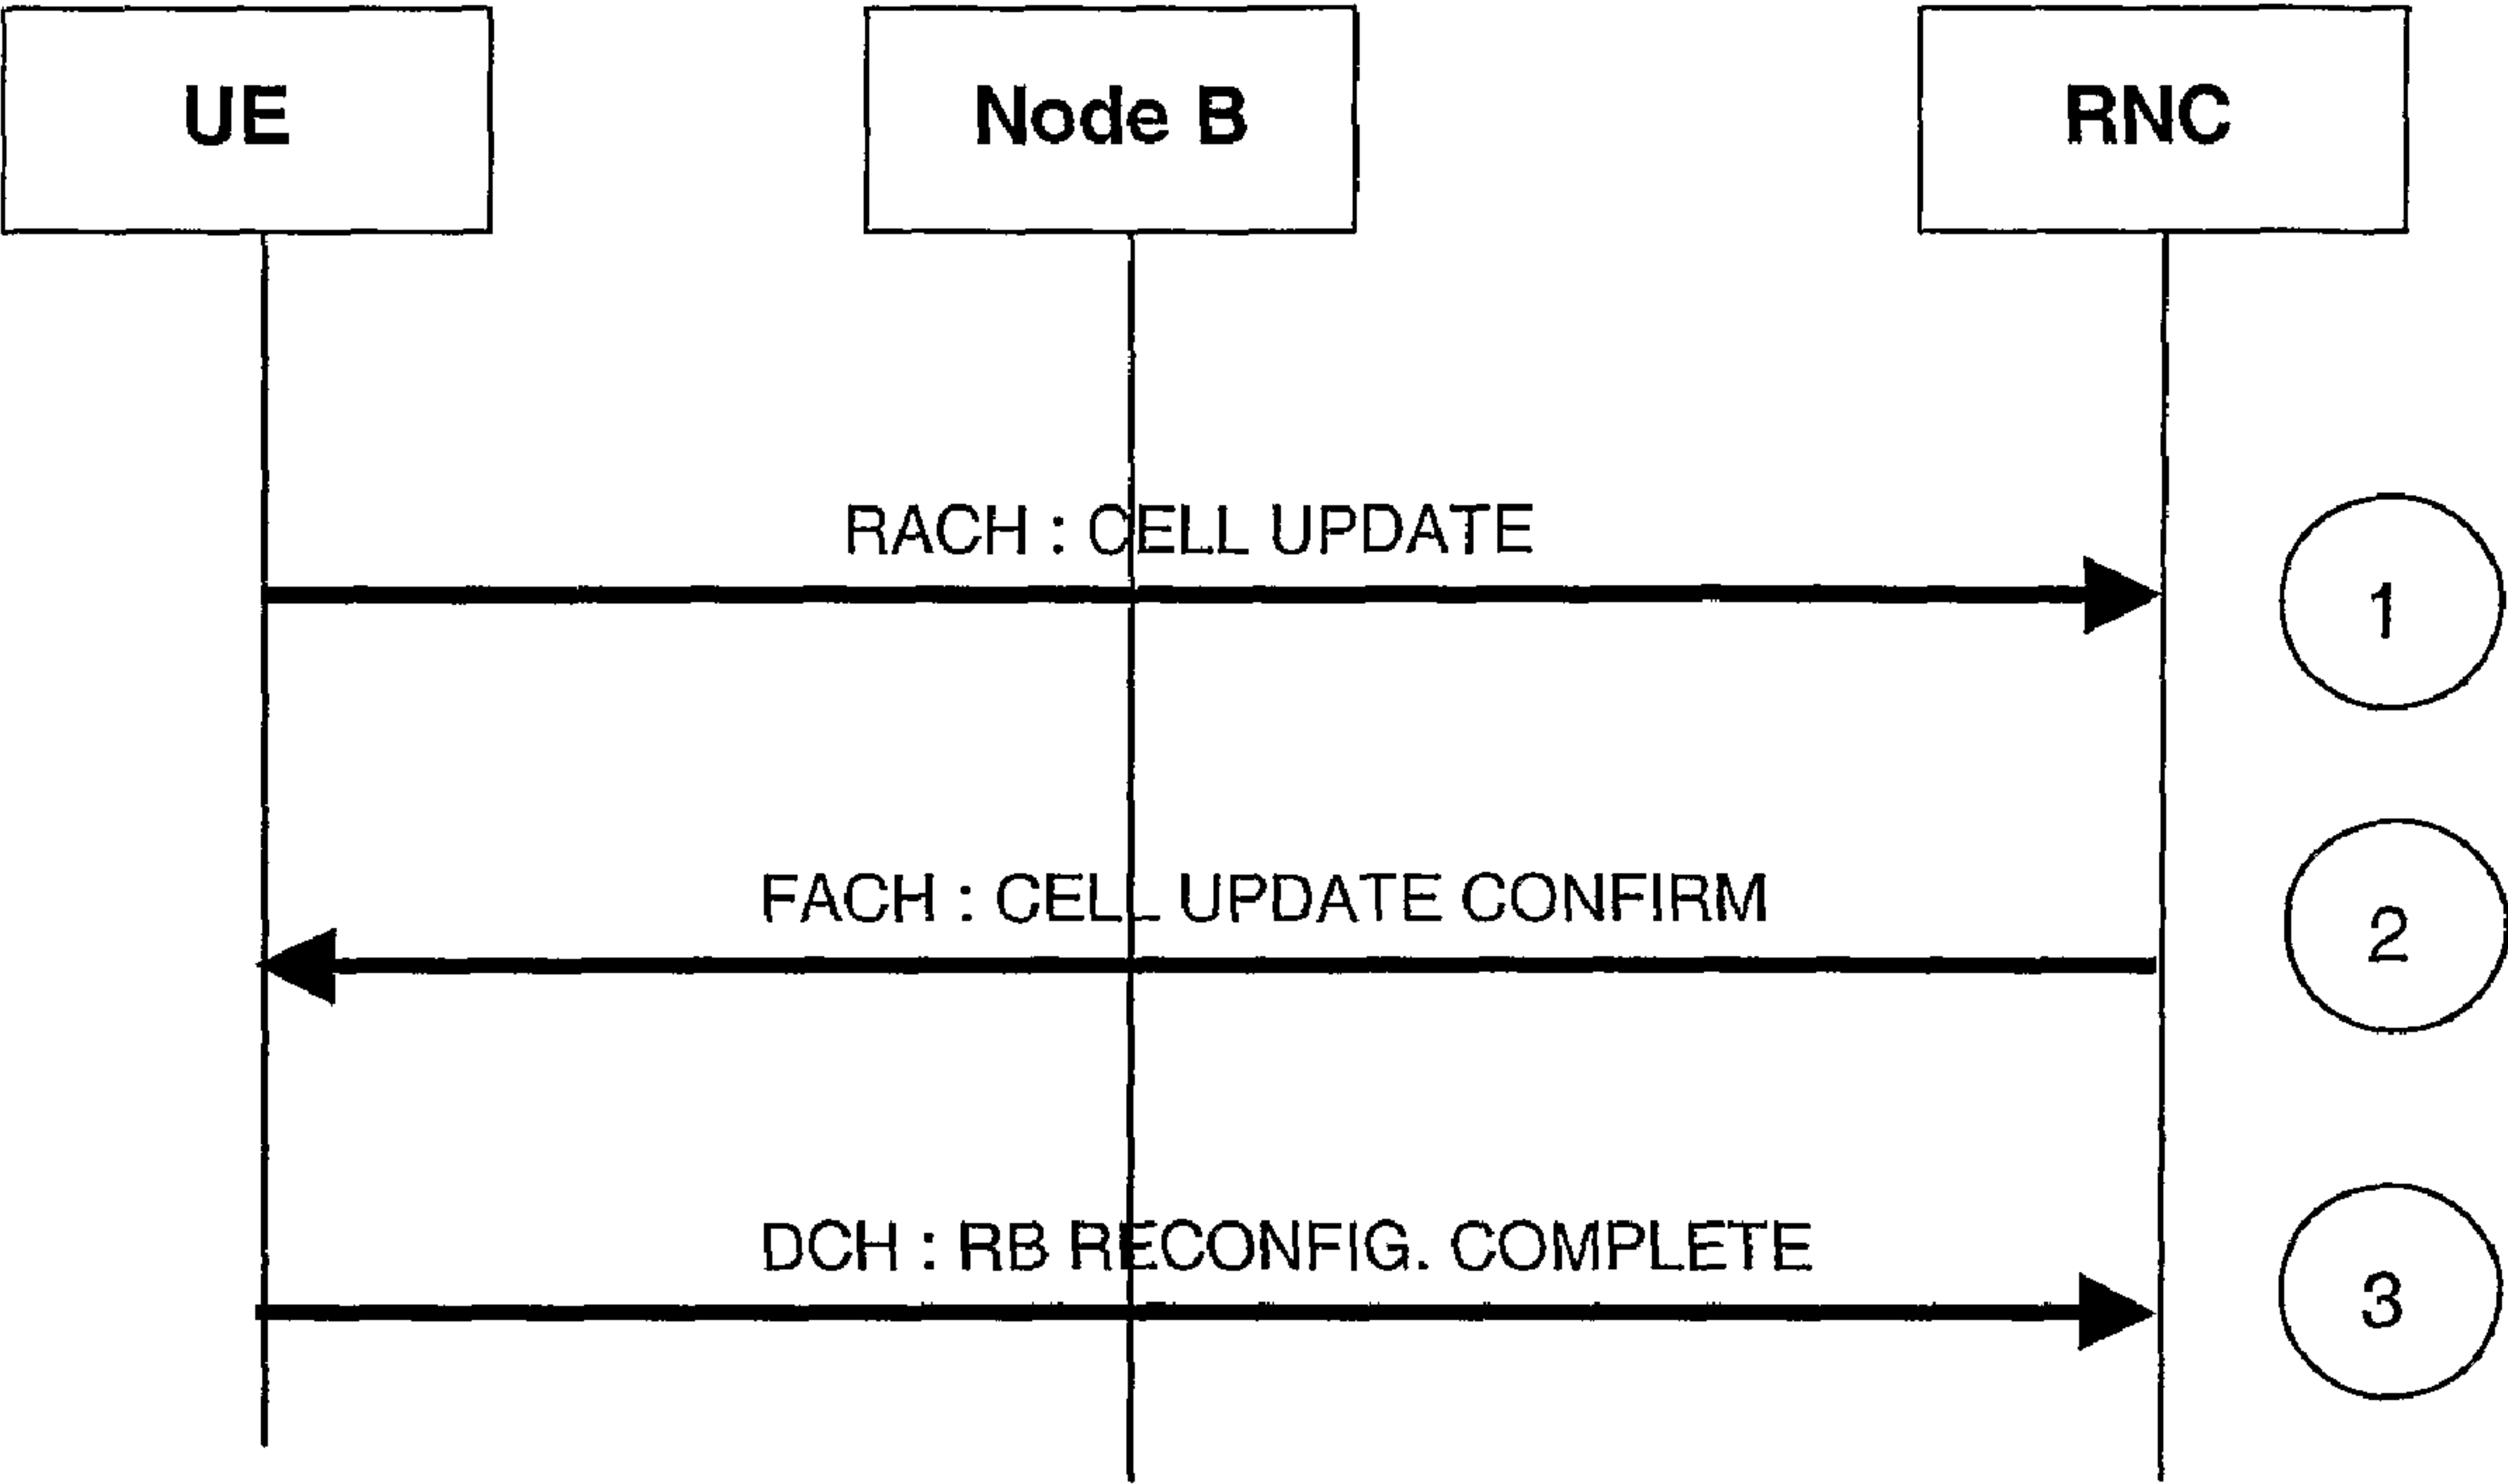 UE
Node B
RNC
RACH : CELL UPDATE
1
FACH : CELL UPDATE CONFIRM
2
DCH : RB RECONFIG. COMPLETE
3